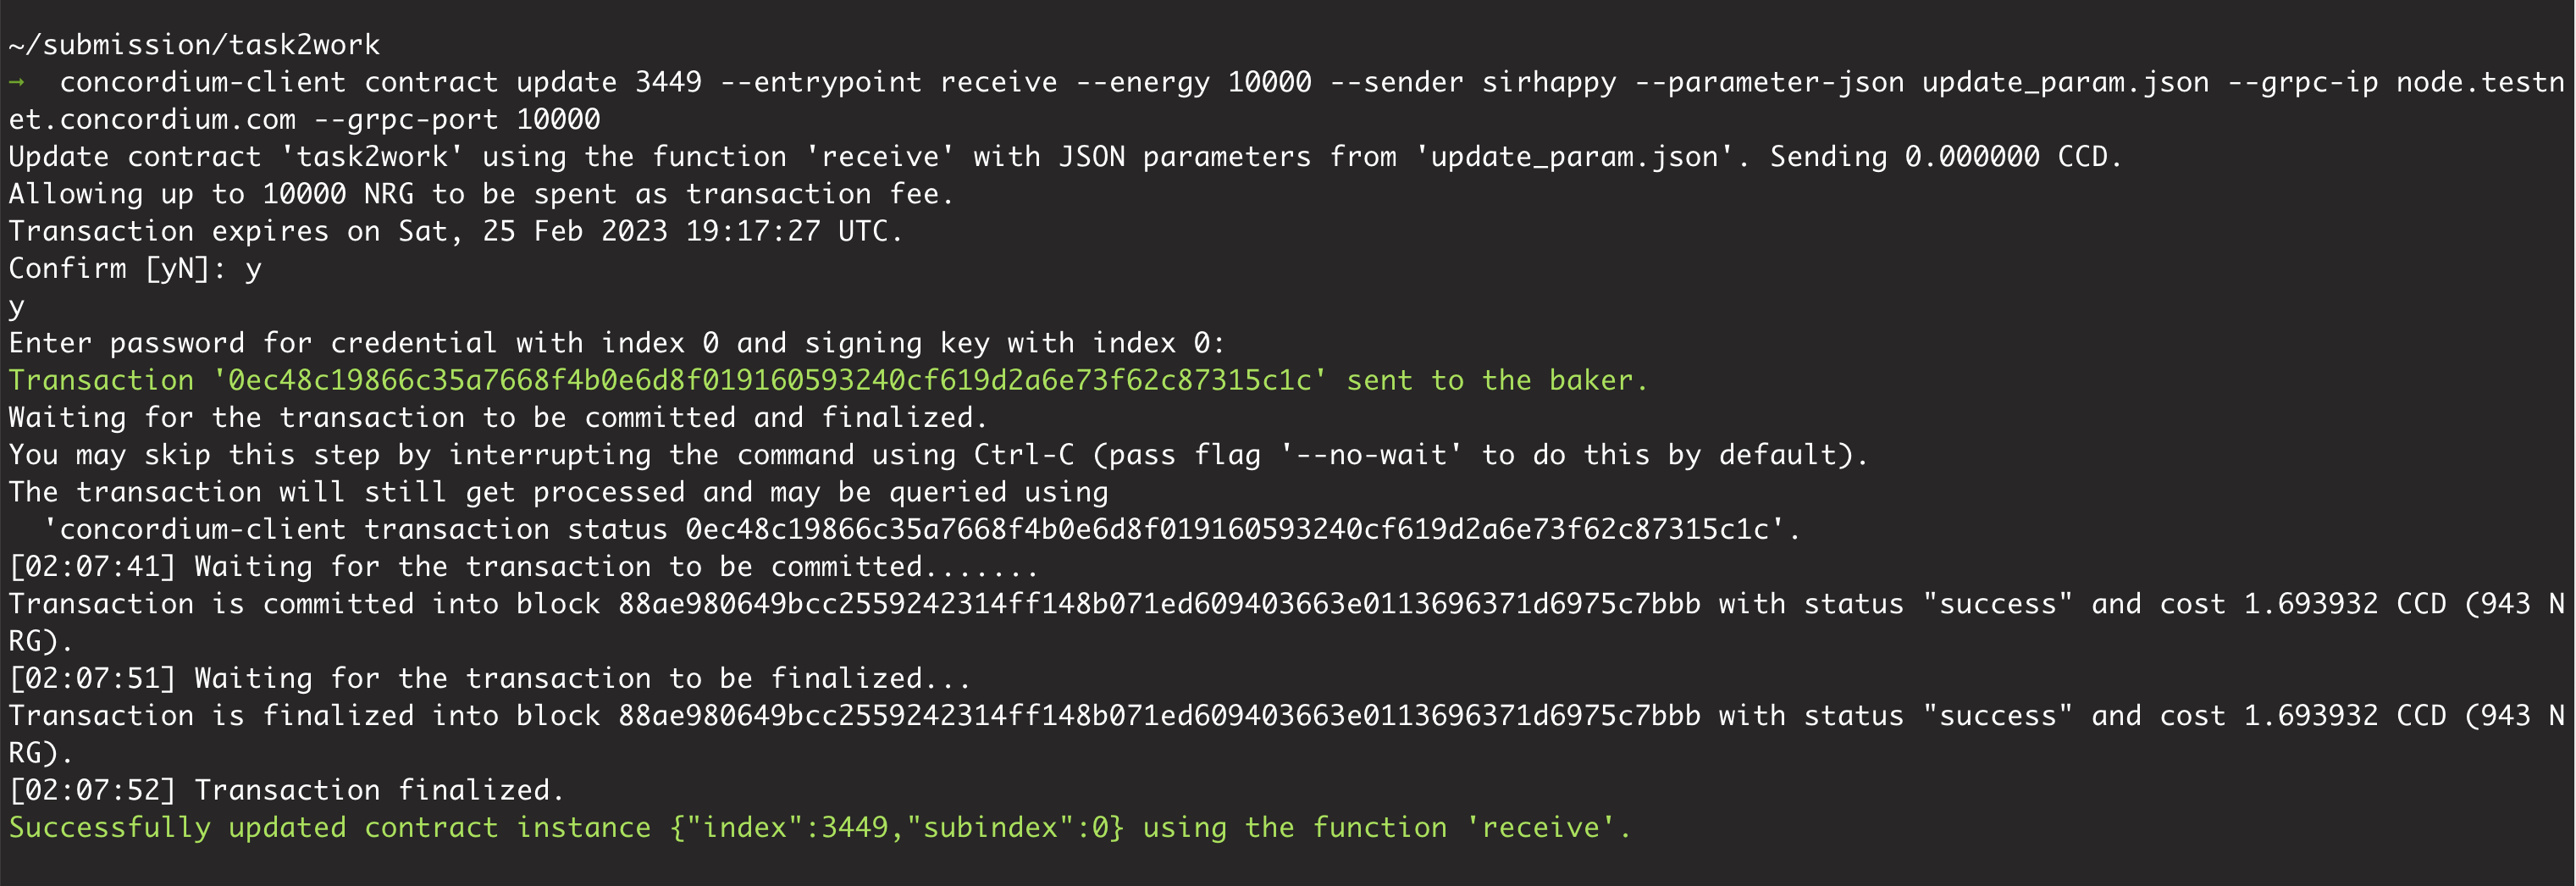 ~/submission/task2work
→  concordium-client contract update 3449 --entrypoint receive --energy 10000 --sender sirhappy --parameter-json update_param.json --grpc-ip node.testn
et.concordium.com --grpc-port 10000
Update contract 'task2work' using the function 'receive' with JSON parameters from 'update_param.json'. Sending 0.000000 CCD.
Allowing up to 10000 NRG to be spent as transaction fee.
Transaction expires on Sat, 25 Feb 2023 19:17:27 UTC.
Confirm [yN]: y
y
Enter password for credential with index 0 and signing key with index 0:
Transaction '0ec48c19866c35a7668f4b0e6d8f019160593240cf619d2a6e73f62c87315c1c' sent to the baker.
Waiting for the transaction to be committed and finalized.
You may skip this step by interrupting the command using Ctrl-C (pass flag '--no-wait' to do this by default).
The transaction will still get processed and may be queried using
  'concordium-client transaction status 0ec48c19866c35a7668f4b0e6d8f019160593240cf619d2a6e73f62c87315c1c'.
[02:07:41] Waiting for the transaction to be committed.......
Transaction is committed into block 88ae980649bcc2559242314ff148b071ed609403663e0113696371d6975c7bbb with status "success" and cost 1.693932 CCD (943 N
RG).
[02:07:51] Waiting for the transaction to be finalized...
Transaction is finalized into block 88ae980649bcc2559242314ff148b071ed609403663e0113696371d6975c7bbb with status "success" and cost 1.693932 CCD (943 N
RG).
[02:07:52] Transaction finalized.
Successfully updated contract instance {"index":3449,"subindex":0} using the function 'receive'.